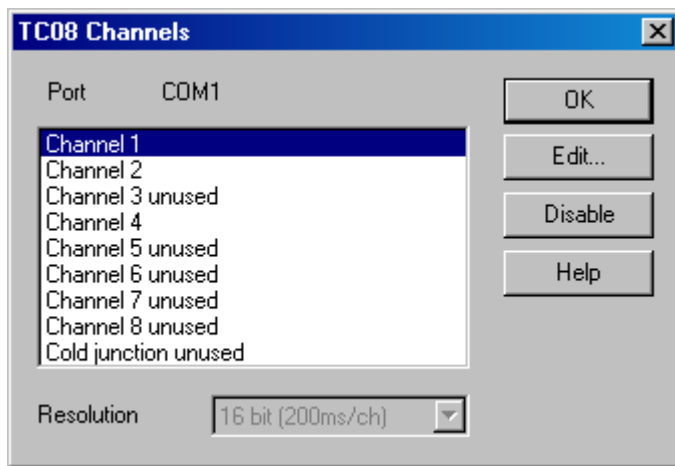 TC08 Channels
Port COM1
OK
Channel 1
Edit...
Channel 2
Channel 3 unused
Channel 4
Disable
Channel 5 unused
Channel 6 unused
Help
Channel 7 unused
Channel 8 unused
Cold junction unused
Resolution 16 bit (200ms/ch)